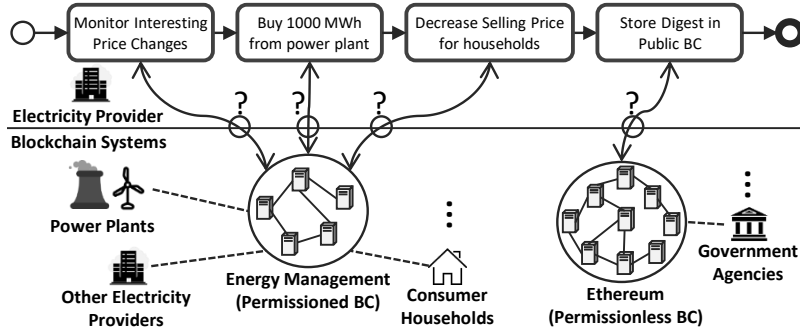 Monitor Interesting
Price Changes
Buy 1000 MWh
from power plant
Decrease Selling Price
for households
Store Digest in
Public BC
? ? ? ?
Electricity Provider
Blockchain Systems
Power Plants
Other Electricity
Providers
Energy Management
(Permissioned BC)
Consumer
Households
Ethereum
(Permissionless BC)
Government
Agencies